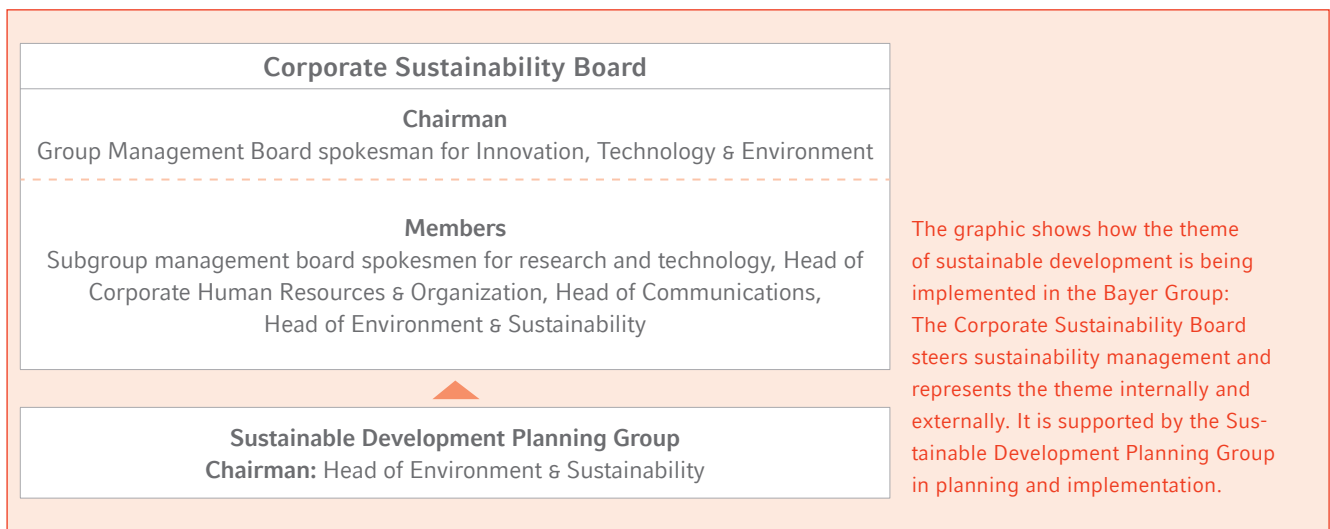 Corporate Sustainability Board
Chairman
Group Management Board spokesman for Innovation, Technology & Environment
Members
Subgroup management board spokesmen for research and technology, Head of
Corporate Human Resources & Organization, Head of Communications,
Head of Environment & Sustainability
Sustainable Development Planning Group
Chairman: Head of Environment & Sustainability
The graphic shows how the theme
of sustainable development is being
implemented in the Bayer Group:
The Corporate Sustainability Board
steers sustainability management and
represents the theme internally and
externally. It is supported by the Sus-
tainable Development Planning Group
in planning and implementation.